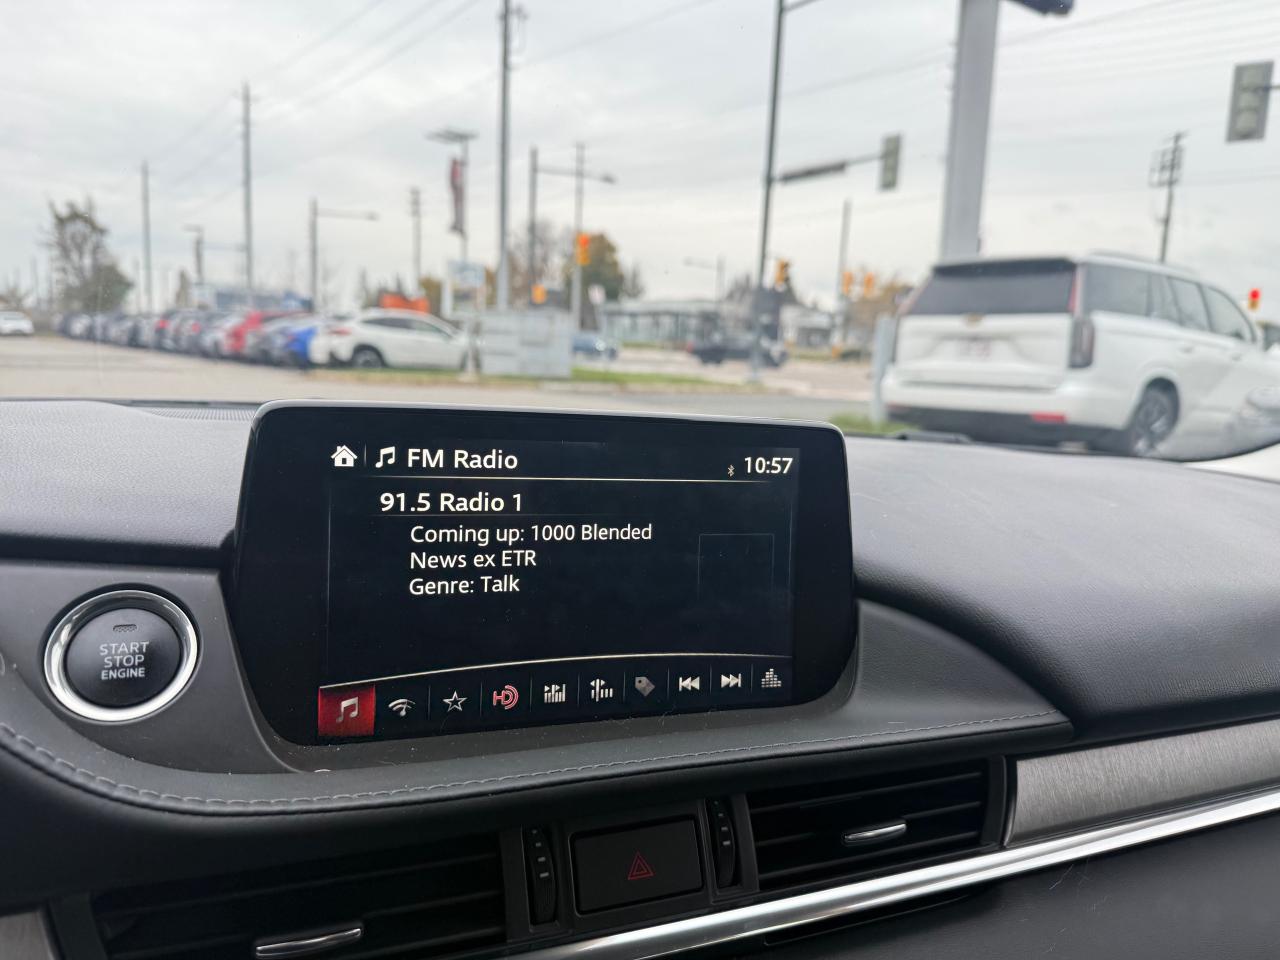 FM Radio
10:57
91.5 Radio 1
Coming up: 1000 Blended
News ex ETR
Genre: Talk
HD
START
STOP
ENGINE